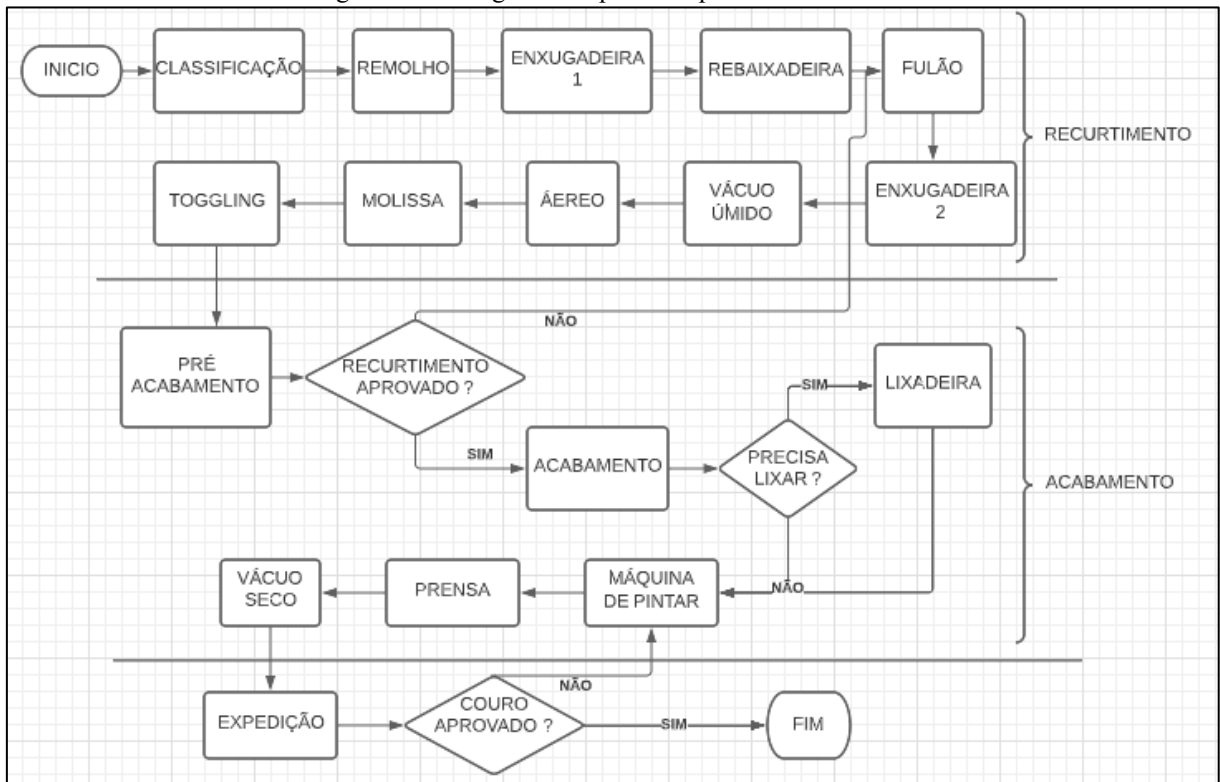 INICIO
CLASSIFICAÇÃO
REMOLHO
ENXUGADEIRA
1
REBAIXADEIRA
FULÃO
RECURTIMENTO
TOGGLING
MOLISSA
ÁEREO
VÁCUO
ÚMIDO
ENXUGADEIRA
2
NÃO
PRÉ
ACABAMENTO
RECURTIMENTO
APROVADO ?
SIM
LIXADEIRA
SIM
ACABAMENTO
PRECISA
LIXAR ?
ACABAMENTO
VÁCUO
SECO
PRENSA
MÁQUINA
DE PINTAR
NÃO
NÃO
EXPEDIÇÃO
COURO
APROVADO ?
SIM
FIM